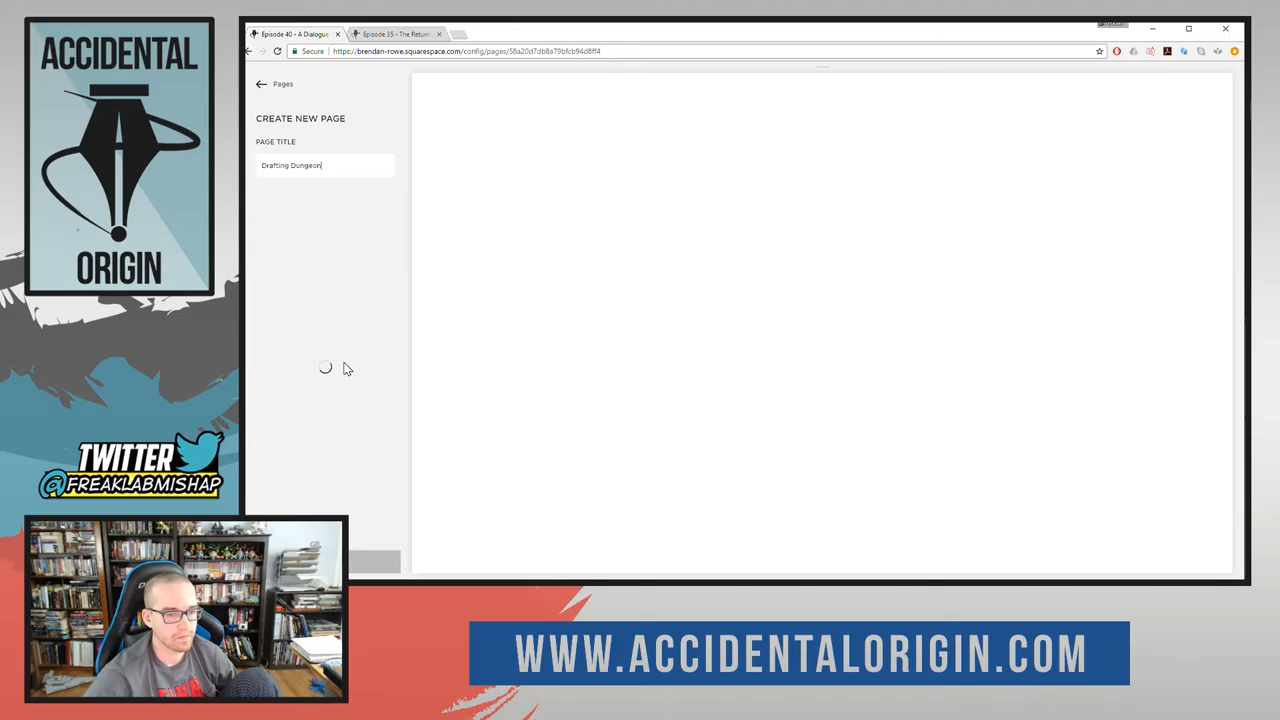 ACCIDENTAL
ORIGIN
Episode 40 - A Dialogue
Episode 35 - The Return
Secure
https://brendan-rowe.squarespace.com/config/pages/58a20d7db8a79bfcb94d8ff4
Pages
CREATE NEW PAGE
PAGE TITLE
Drafting Dungeon
TWITTER
@FREAKLABMISHAP
WWW.ACCIDENTALORIGIN.COM